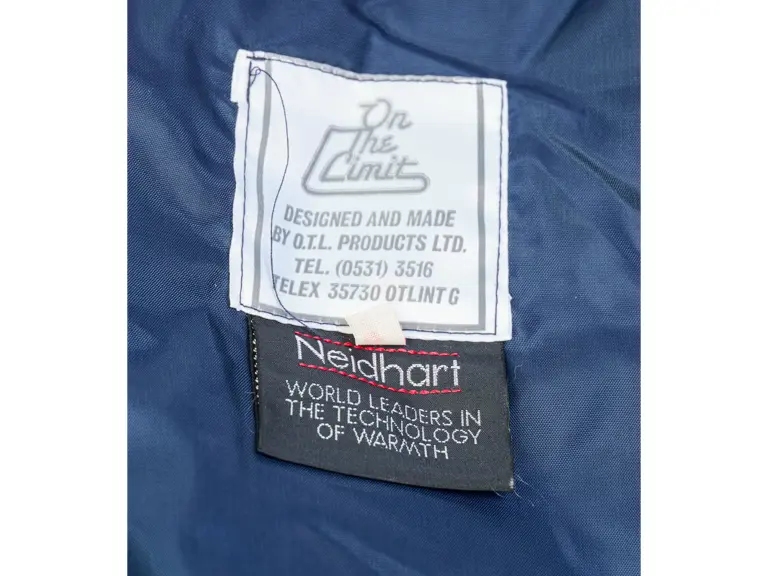 On
The
Limit
DESIGNED AND MADE
BY O.T.L. PRODUCTS LTD.
TEL. (0531) 3516
TELEX 35730 OTLINT G
Neidhart
WORLD LEADERS IN
THE TECHNOLOGY
OF WARMTH